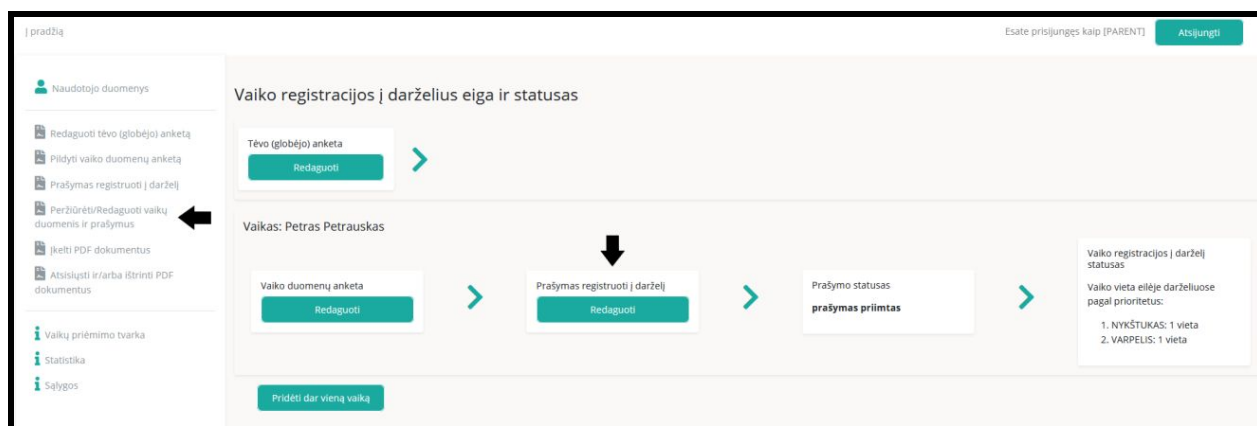 Į pradžią
Esate prisijungęs kaip [PARENT]
Atsijungti
Naudotojo duomenys
Redaguoti tėvo (globėjo) anketą
Pildyti vaiko duomenų anketą
Prašymas registruoti į darželį
Peržiūrėti/Redaguoti vaikų
duomenis ir prašymus
Įkelti PDF dokumentus
Atsisiųsti ir/arba ištrinti PDF
dokumentus
Vaikų priėmimo tvarka
Statistika
Sąlygos
Vaiko registracijos į darželius eiga ir statusas
Tėvo (globėjo) anketa
Redaguoti
Vaikas: Petras Petrauskas
Vaiko duomenų anketa
Redaguoti
Prašymas registruoti į darželį
Redaguoti
Prašymo statusas
prašymas priimtas
Vaiko registracijos į darželį
statusas
Vaiko vieta eilėje darželiuose
pagal prioritetus:
1. NYKŠTUKAS: 1 vieta
2. VARPELIS: 1 vieta
Pridėti dar vieną vaiką